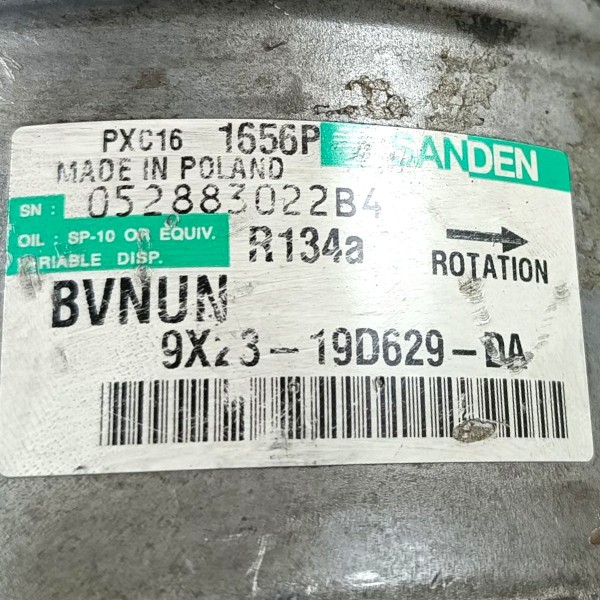 PXC16 1656P SANDEN
MADE IN POLAND
SN : 052883022B4
OIL : SP-10 OR EQUIV. R134a
VARIABLE DISP. ROTATION
BVNUN
9X23-19D629-DA